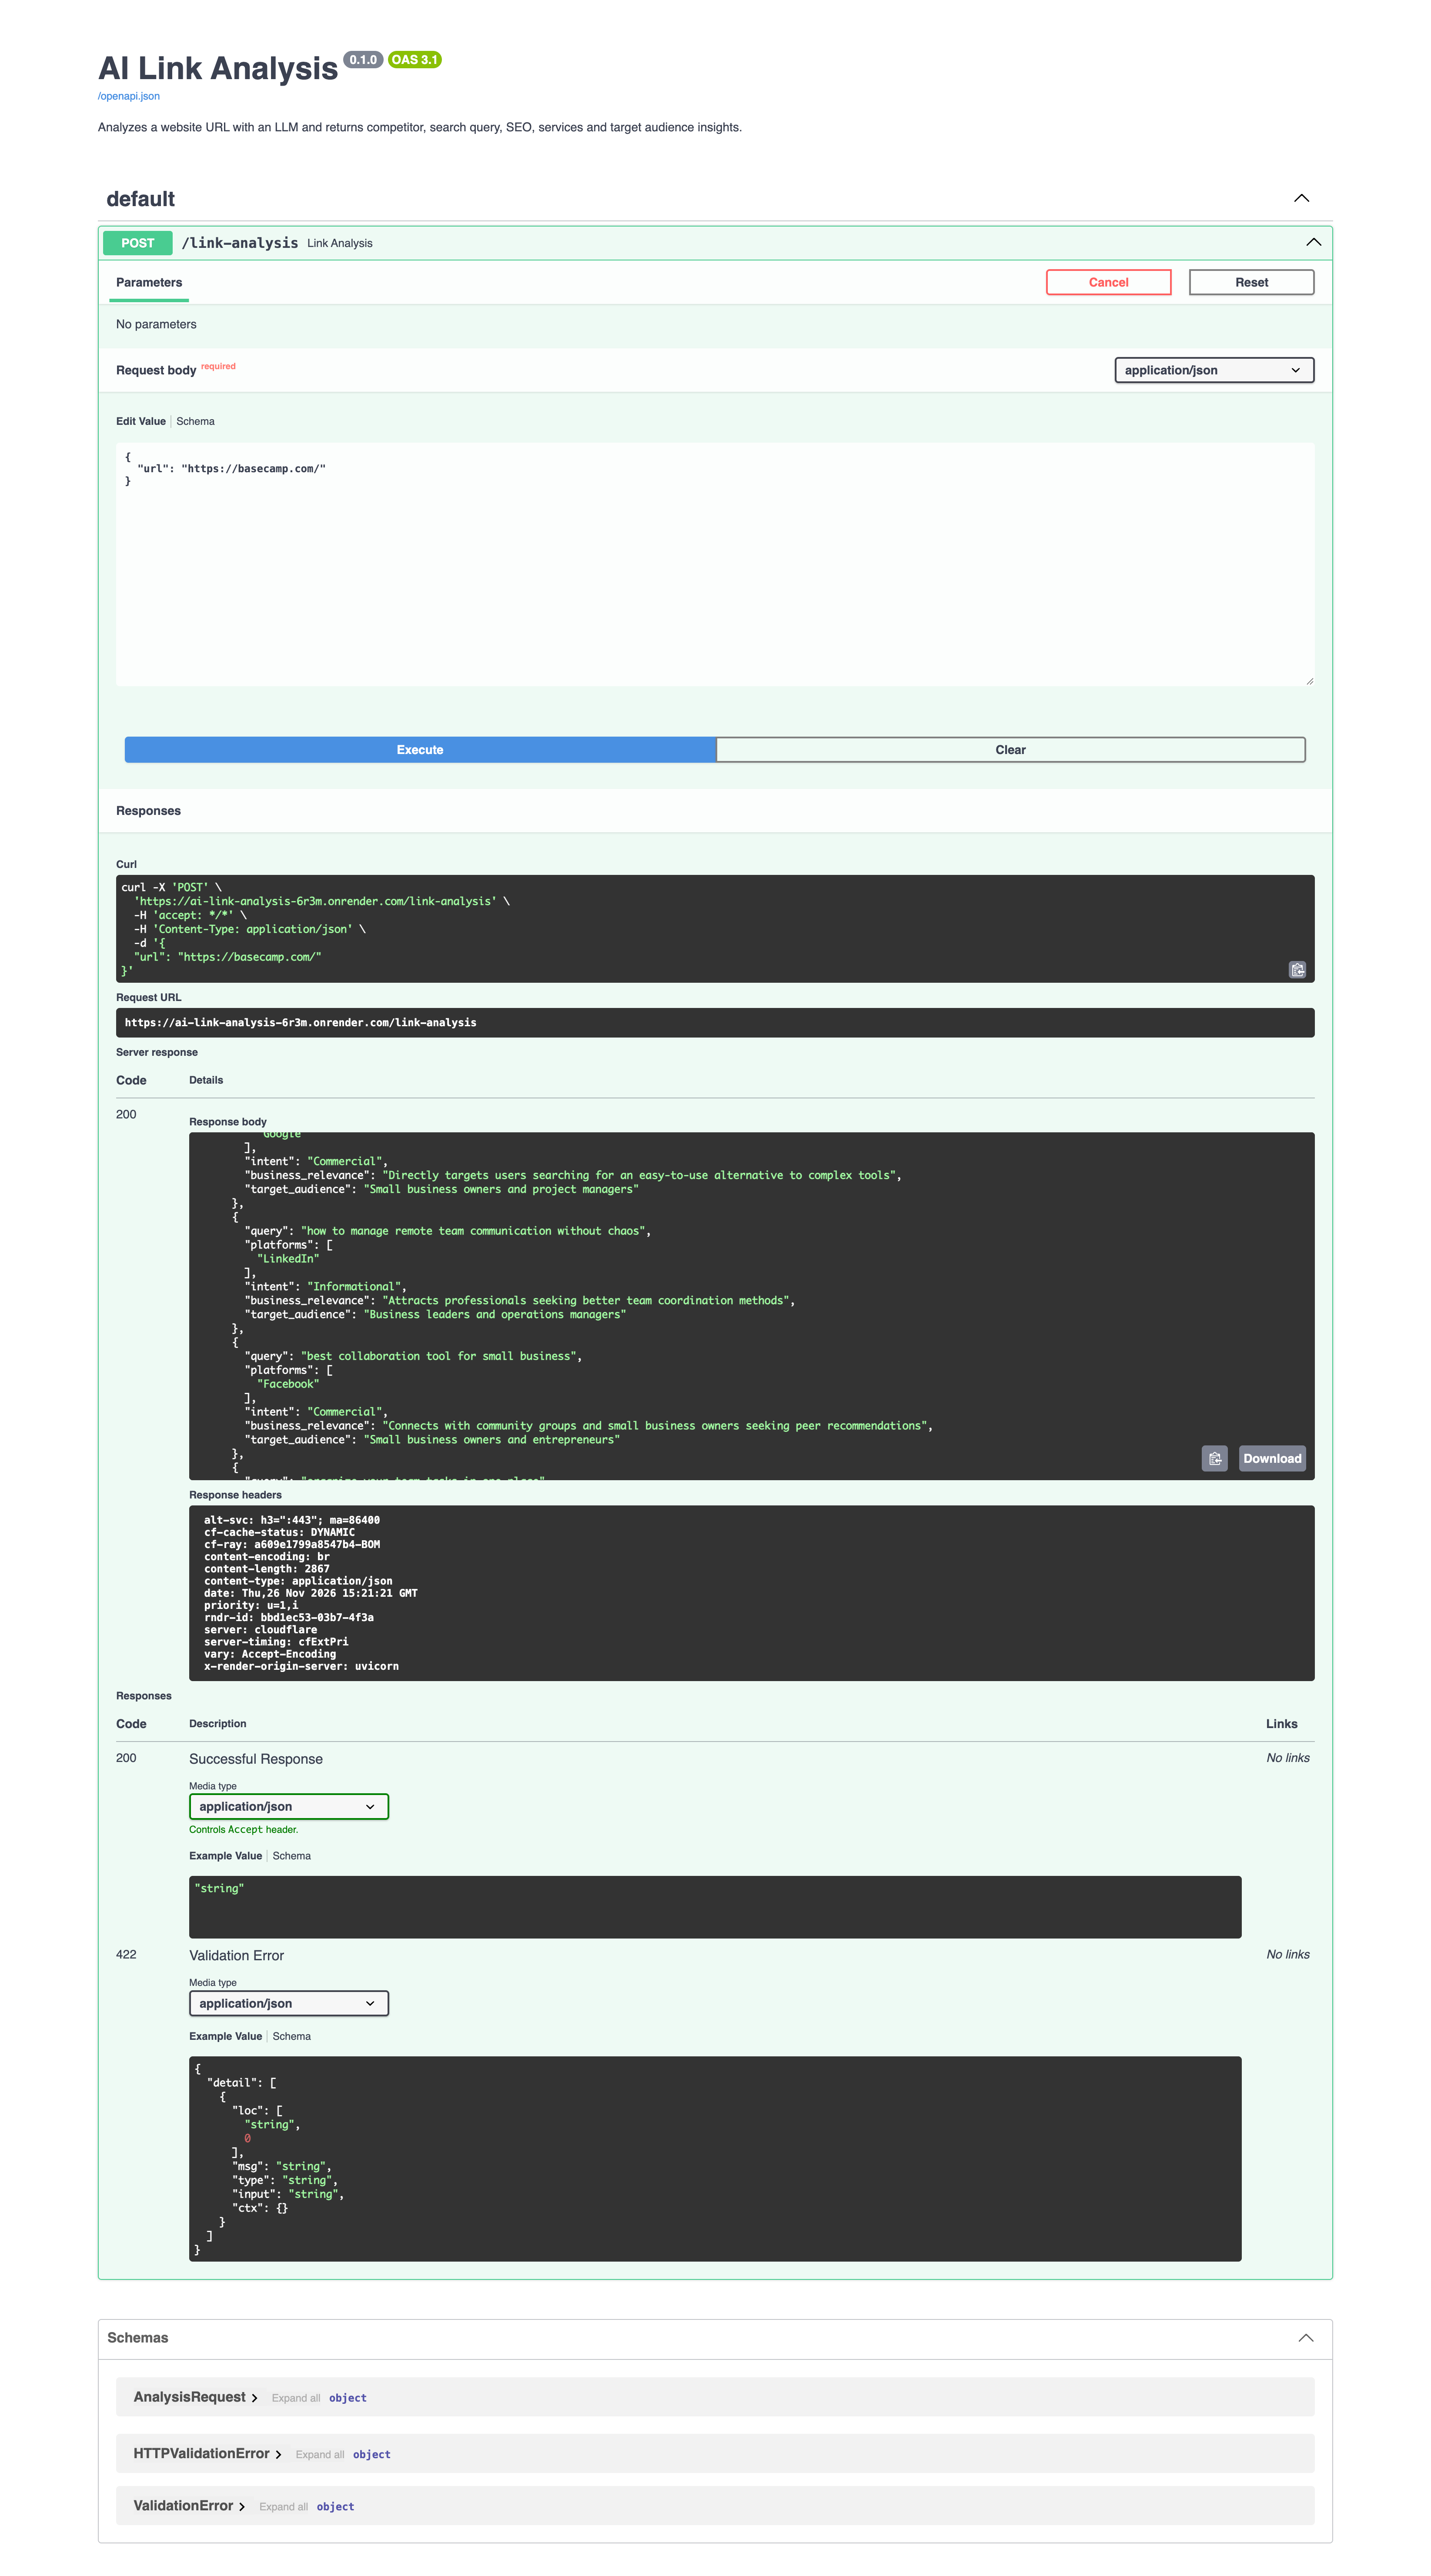 AI Link Analysis 0.1.0 OAS 3.1
/openapi.json
Analyzes a website URL with an LLM and returns competitor, search query, SEO, services and target audience insights.
default
POST /link-analysis Link Analysis
Parameters Cancel Reset
No parameters
Request body required application/json
Edit Value Schema
{
"url": "https://basecamp.com/"
}
Execute Clear
Responses
Curl
curl -X 'POST' \
'https://ai-link-analysis-6r3m.onrender.com/link-analysis' \
-H 'accept: */*' \
-H 'Content-Type: application/json' \
-d '{
"url": "https://basecamp.com/"
}'
Request URL
https://ai-link-analysis-6r3m.onrender.com/link-analysis
Server response
Code Details
200
Response body
"Google"
],
"intent": "Commercial",
"business_relevance": "Directly targets users searching for an easy-to-use alternative to complex tools",
"target_audience": "Small business owners and project managers"
},
{
"query": "how to manage remote team communication without chaos",
"platforms": [
"LinkedIn"
],
"intent": "Informational",
"business_relevance": "Attracts professionals seeking better team coordination methods",
"target_audience": "Business leaders and operations managers"
},
{
"query": "best collaboration tool for small business",
"platforms": [
"Facebook"
],
"intent": "Commercial",
"business_relevance": "Connects with community groups and small business owners seeking peer recommendations",
"target_audience": "Small business owners and entrepreneurs"
},
{
"query": "organize your team tasks in one place"
Download
Response headers
alt-svc: h3=":443"; ma=86400
cf-cache-status: DYNAMIC
cf-ray: a609e1799a8547b4-BOM
content-encoding: br
content-length: 2867
content-type: application/json
date: Thu,26 Nov 2026 15:21:21 GMT
priority: u=1,i
rndr-id: bbd1ec53-03b7-4f3a
server: cloudflare
server-timing: cfExtPri
vary: Accept-Encoding
x-render-origin-server: uvicorn
Responses
Code Description Links
200 Successful Response No links
Media type
application/json
Controls Accept header.
Example Value Schema
"string"
422 Validation Error No links
Media type
application/json
Example Value Schema
{
"detail": [
{
"loc": [
"string",
0
],
"msg": "string",
"type": "string",
"input": "string",
"ctx": {}
}
]
}
Schemas
AnalysisRequest Expand all object
HTTPValidationError Expand all object
ValidationError Expand all object